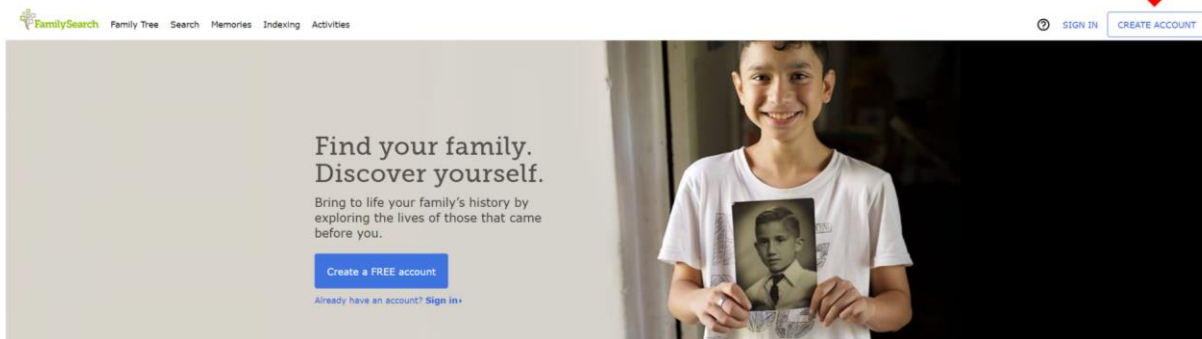 FamilySearch Family Tree Search Memories Indexing Activities
SIGN IN CREATE ACCOUNT
Find your family.
Discover yourself.
Bring to life your family's history by
exploring the lives of those that came
before you.
Create a FREE account
Already have an account? Sign in›